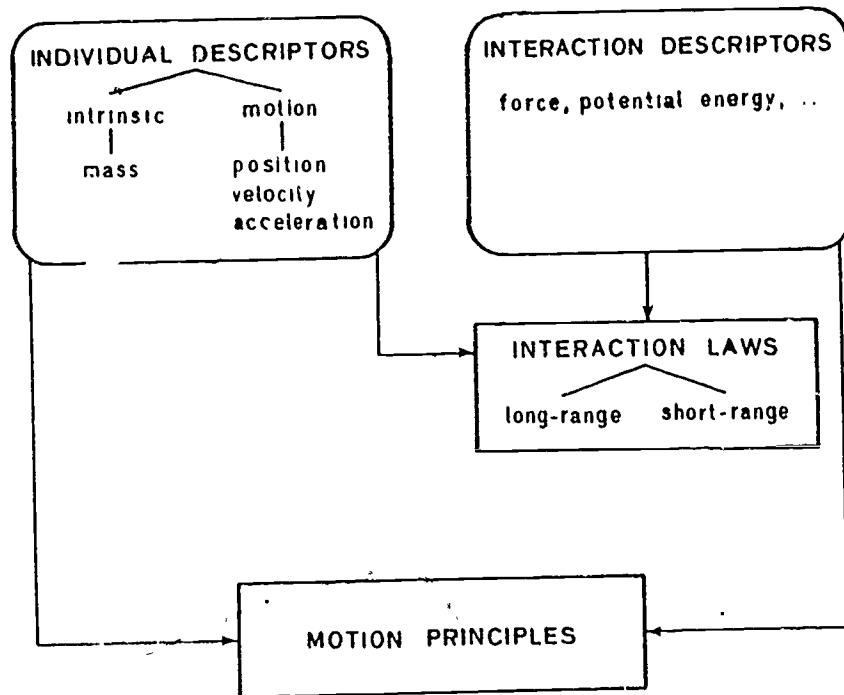 INDIVIDUAL DESCRIPTORS
intrinsic
motion
mass
position
velocity
acceleration
INTERACTION DESCRIPTORS
force, potential energy, ..
INTERACTION LAWS
long-range
short-range
MOTION PRINCIPLES